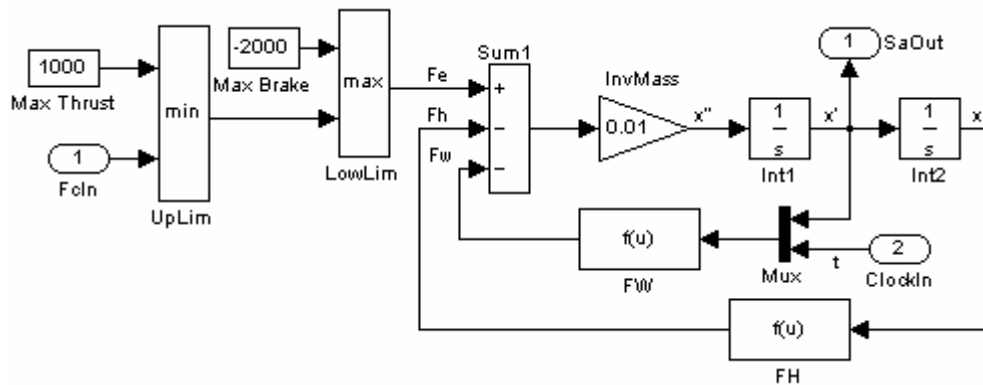 1000
Max Thrust
1
FcIn
min
UpLim
-2000
Max Brake
max
LowLim
Fe
Fh
Fw
Sum1
+
−
−
InvMass
0.01
x''
1
s
Int1
x'
1
SaOut
1
s
Int2
x
f(u)
FW
Mux
t
2
ClockIn
f(u)
FH